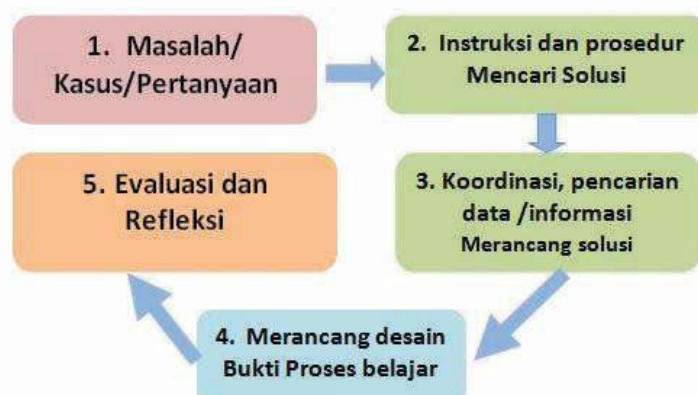 1. Masalah/
Kasus/Pertanyaan
2. Instruksi dan prosedur
Mencari Solusi
3. Koordinasi, pencarian
data /informasi
Merancang solusi
4. Merancang desain
Bukti Proses belajar
5. Evaluasi dan
Refleksi